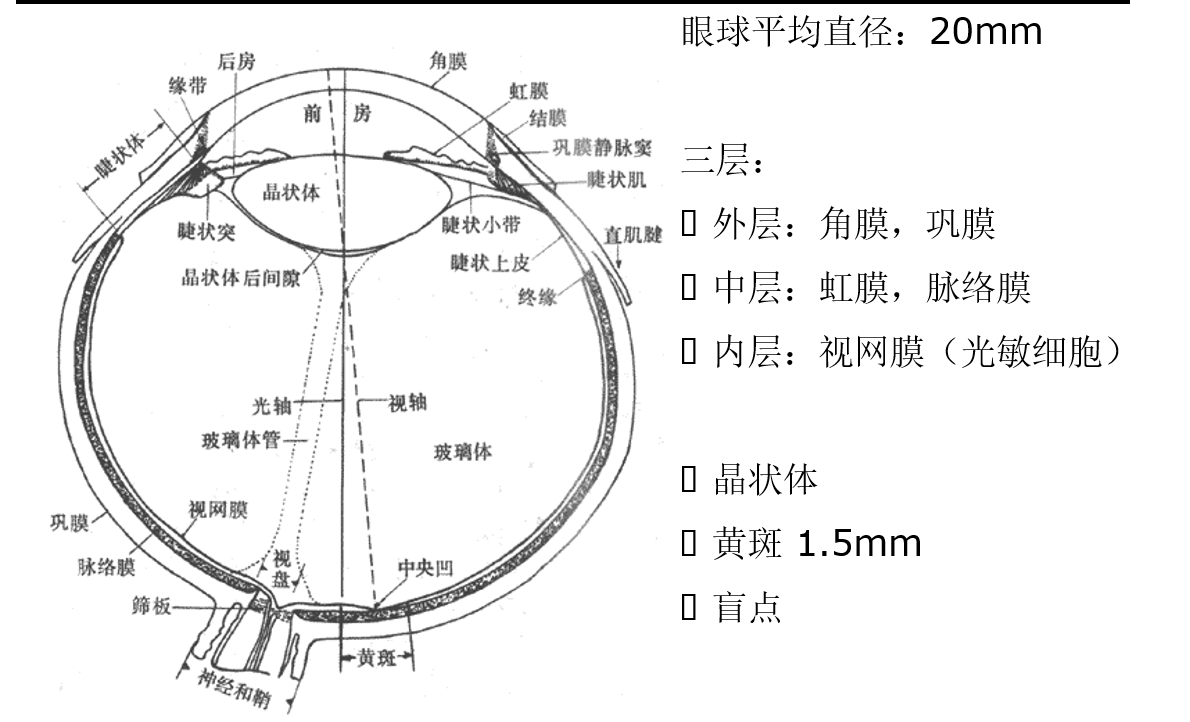 眼球平均直径：20mm
三层：
外层：角膜，巩膜
中层：虹膜，脉络膜
内层：视网膜（光敏细胞）
晶状体
黄斑 1.5mm
盲点
后房
角膜
缘带
虹膜
前房
结膜
巩膜静脉窦
睫状体
睫状肌
晶状体
睫状突
睫状小带
直肌腱
睫状上皮
晶状体后间隙
终缘
光轴
视轴
玻璃体管
玻璃体
视网膜
巩膜
脉络膜
视盘
中央凹
筛板
黄斑
神经和鞘